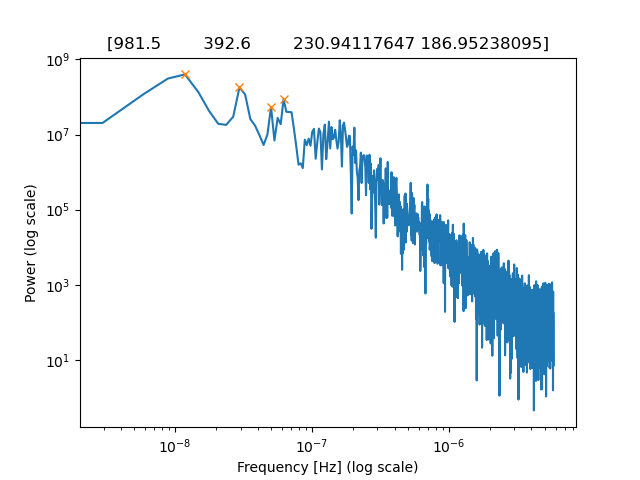 [981.5 392.6 230.94117647 186.95238095]
10⁹
10⁷
10⁵
10³
10¹
Power (log scale)
10⁻⁸ 10⁻⁷ 10⁻⁶
Frequency [Hz] (log scale)